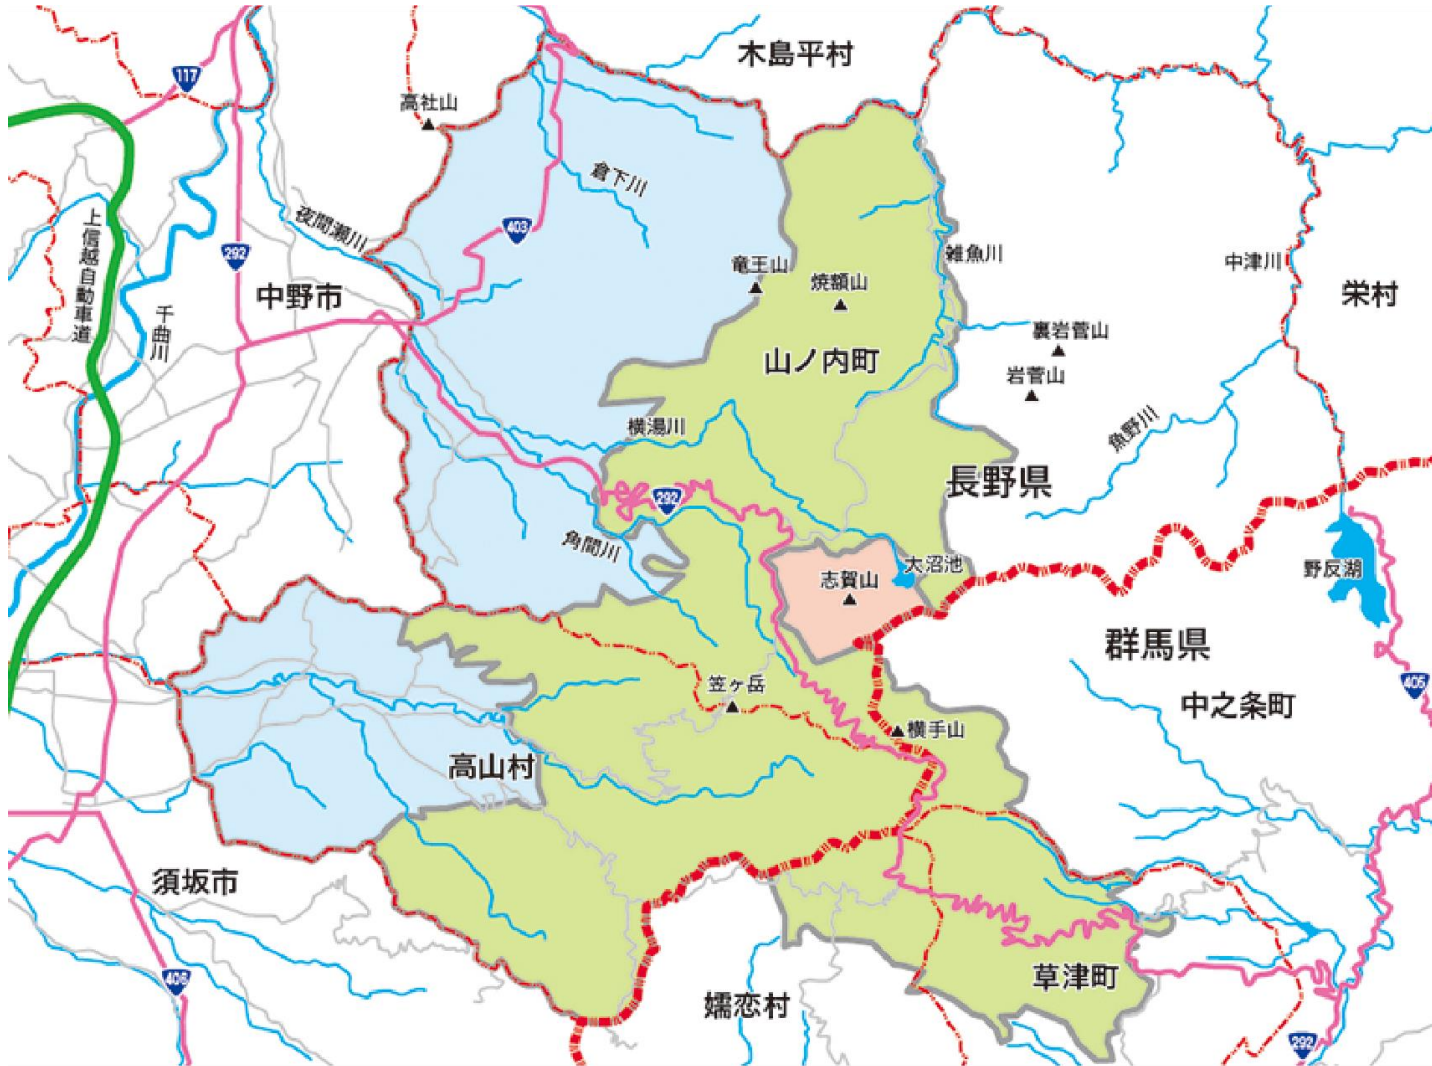 木島平村
117
高社山
倉下川
上信越自動車道
夜間瀬川
403
292
雑魚川
中津川
竜王山
焼額山
中野市
千曲川
栄村
裏岩菅山
山ノ内町
岩菅山
横湯川
魚野川
長野県
292
角間川
大沼池
志賀山
野反湖
群馬県
笠ヶ岳
405
中之条町
横手山
高山村
須坂市
406
草津町
嬬恋村
292